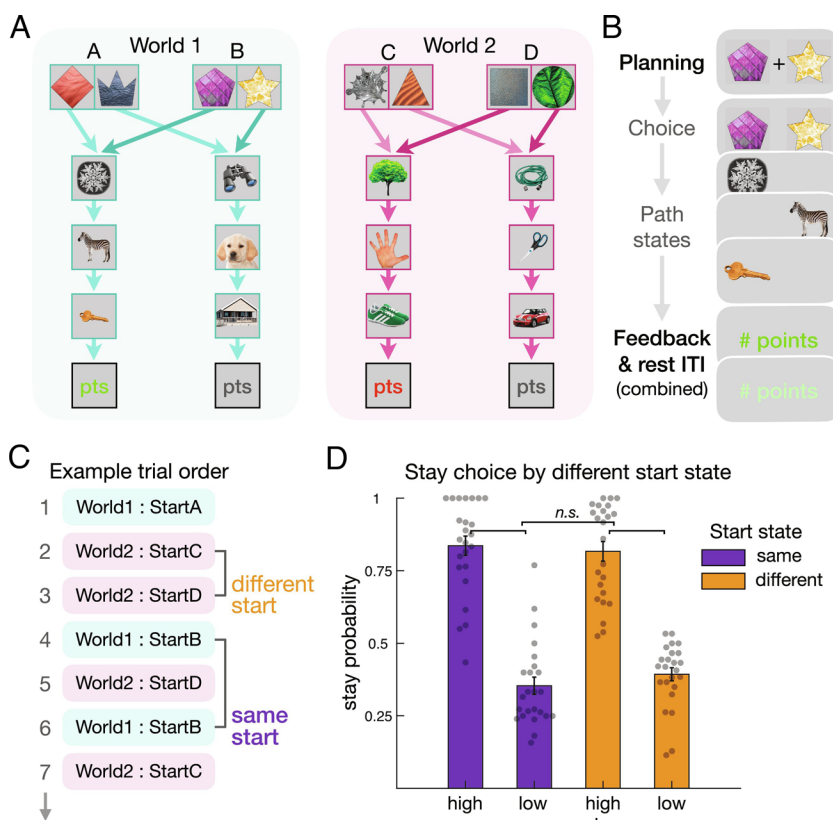 A
World 1
World 2
A
B
C
D
pts
pts
pts
pts
B
Planning
+
Choice
Path
states
Feedback
& rest ITI
(combined)
# points
# points
C
Example trial order
1 World1 : StartA
2 World2 : StartC
different
start
3 World2 : StartD
4 World1 : StartB
5 World2 : StartD
same
start
6 World1 : StartB
7 World2 : StartC
D
Stay choice by different start state
stay probability
1
0.75
0.5
0.25
n.s.
Start state
same
different
high
low
high
low